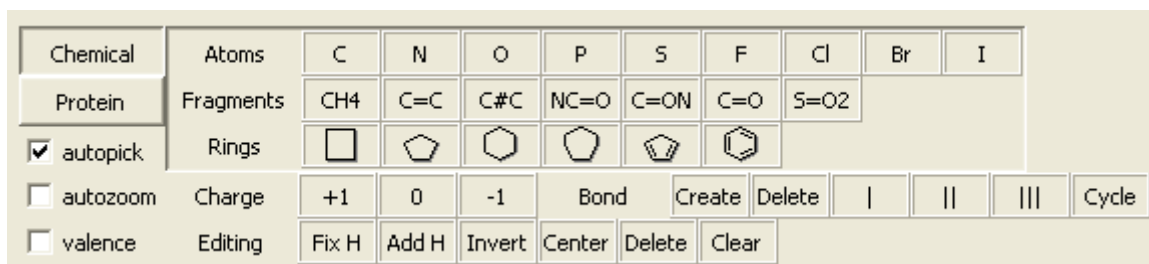 Chemical Atoms C N O P S F Cl Br I
Protein Fragments CH4 C=C C#C NC=O C=ON C=O S=O2
autopick Rings
autozoom Charge +1 0 -1 Bond Create Delete | || ||| Cycle
valence Editing Fix H Add H Invert Center Delete Clear